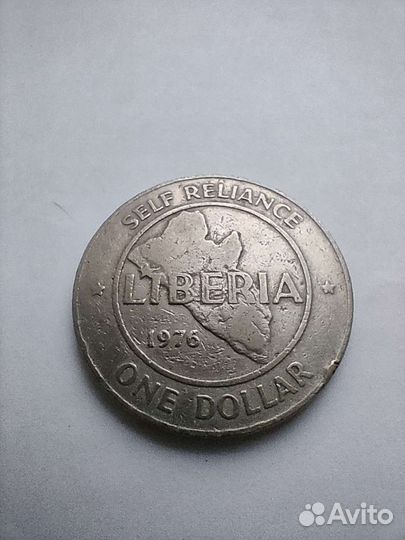 SELF RELIANCE
LIBERIA
1976
ONE DOLLAR
Avito